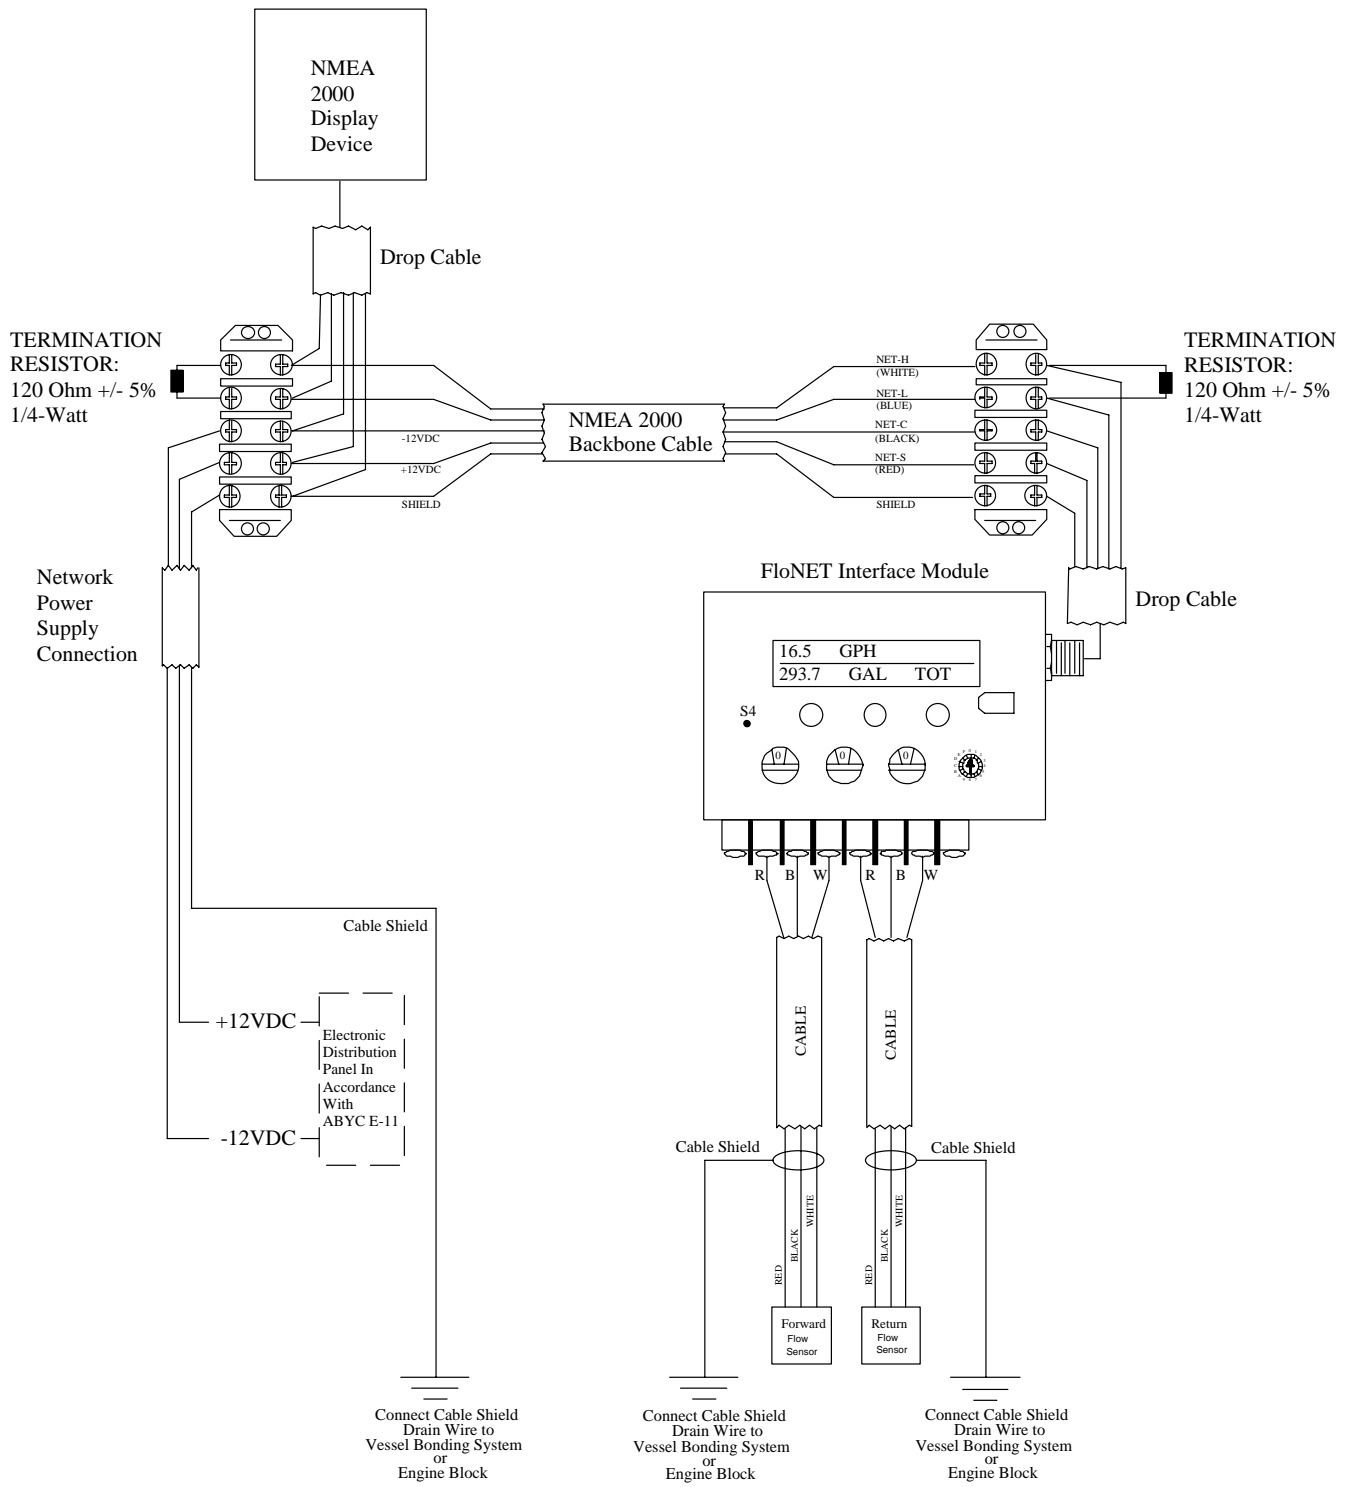 NMEA
2000
Display
Device
Drop Cable
TERMINATION
RESISTOR:
120 Ohm +/- 5%
1/4-Watt
-12VDC
+12VDC
SHIELD
NMEA 2000
Backbone Cable
NET-H
(WHITE)
NET-L
(BLUE)
NET-C
(BLACK)
NET-S
(RED)
SHIELD
TERMINATION
RESISTOR:
120 Ohm +/- 5%
1/4-Watt
Network
Power
Supply
Connection
FloNET Interface Module
Drop Cable
16.5 GPH
293.7 GAL TOT
S4
0 0 0
R B W R B W
Cable Shield
+12VDC
-12VDC
Electronic
Distribution
Panel In
Accordance
With
ABYC E-11
CABLE
CABLE
Cable Shield
Cable Shield
RED
BLACK
WHITE
RED
BLACK
WHITE
Forward
Flow
Sensor
Return
Flow
Sensor
Connect Cable Shield
Drain Wire to
Vessel Bonding System
or
Engine Block
Connect Cable Shield
Drain Wire to
Vessel Bonding System
or
Engine Block
Connect Cable Shield
Drain Wire to
Vessel Bonding System
or
Engine Block